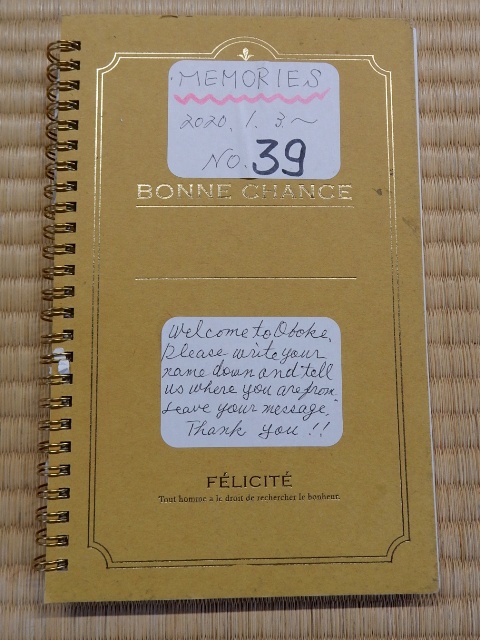 MEMORIES
2020. 1. 3.～
No. 39
BONNE CHANCE
Welcome to Oboke.
Please write your
name down and tell
us where you are from.
Leave your message.
Thank you!!
FÉLICITÉ
Tout homme a le droit de rechercher le bonheur.